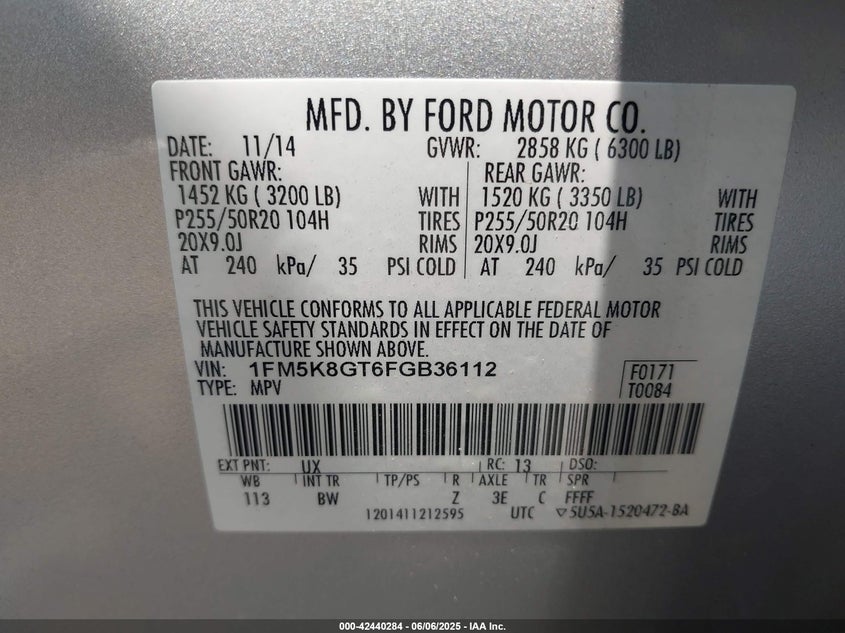 MFD. BY FORD MOTOR CO.
DATE: 11/14 GVWR: 2858 KG ( 6300 LB)
FRONT GAWR: REAR GAWR:
1452 KG ( 3200 LB) WITH 1520 KG ( 3350 LB) WITH
P255/50R20 104H TIRES P255/50R20 104H TIRES
20X9.0J RIMS 20X9.0J RIMS
AT 240 kPa/ 35 PSI COLD AT 240 kPa/ 35 PSI COLD
THIS VEHICLE CONFORMS TO ALL APPLICABLE FEDERAL MOTOR
VEHICLE SAFETY STANDARDS IN EFFECT ON THE DATE OF
MANUFACTURE SHOWN ABOVE.
VIN: 1FM5K8GT6FGB36112 F0171
TYPE: MPV T0084
EXT PNT: UX RC: 13 DSO:
WB INT TR TP/PS R AXLE TR SPR
113 BW Z 3E C FFFF
1201411212595 UTC ▽5U5A-1520472-BA
000-42440284 | 06/06/2025 - IAA Inc.